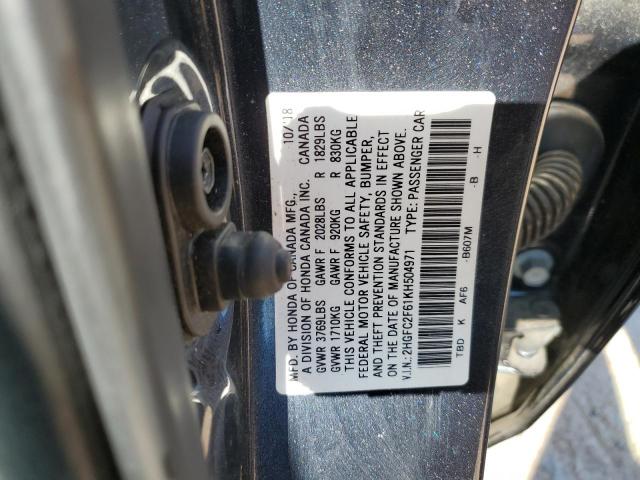 MFD. BY HONDA OF CANADA MFG., 10/18
A DIVISION OF HONDA CANADA INC. CANADA
GVWR 3769LBS GAWR F 2028LBS R 1829LBS
GVWR 1710KG GAWR F 920KG R 830KG
THIS VEHICLE CONFORMS TO ALL APPLICABLE
FEDERAL MOTOR VEHICLE SAFETY, BUMPER,
AND THEFT PREVENTION STANDARDS IN EFFECT
ON THE DATE OF MANUFACTURE SHOWN ABOVE.
V.I.N.: 2HGFC2F61KH504971 TYPE: PASSENGER CAR
TBD K AF6 -B607M -B -H